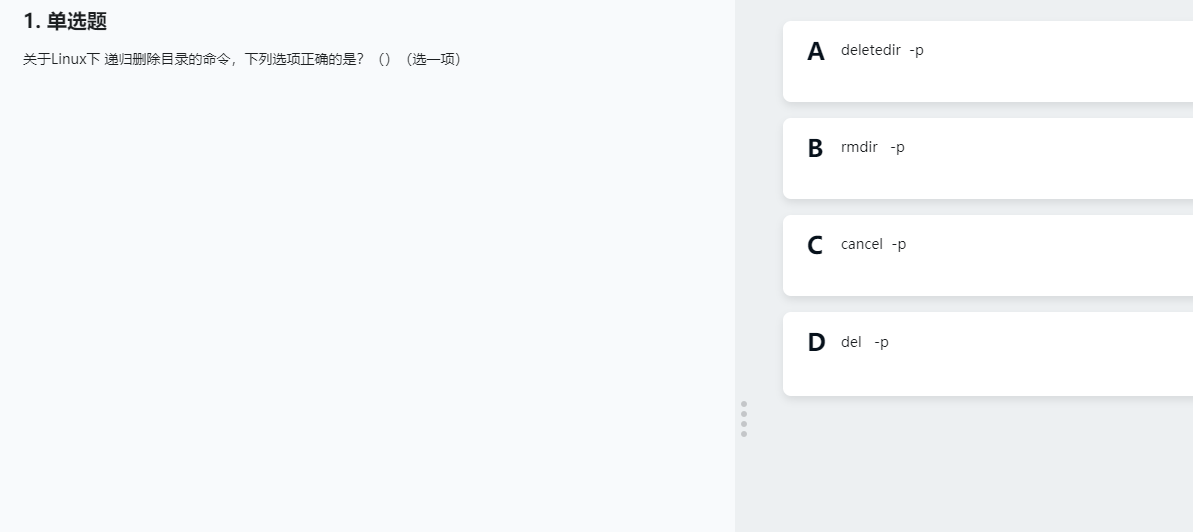 1. 单选题
关于Linux下 递归删除目录的命令，下列选项正确的是？（）（选一项）
A deletedir -p
B rmdir -p
C cancel -p
D del -p